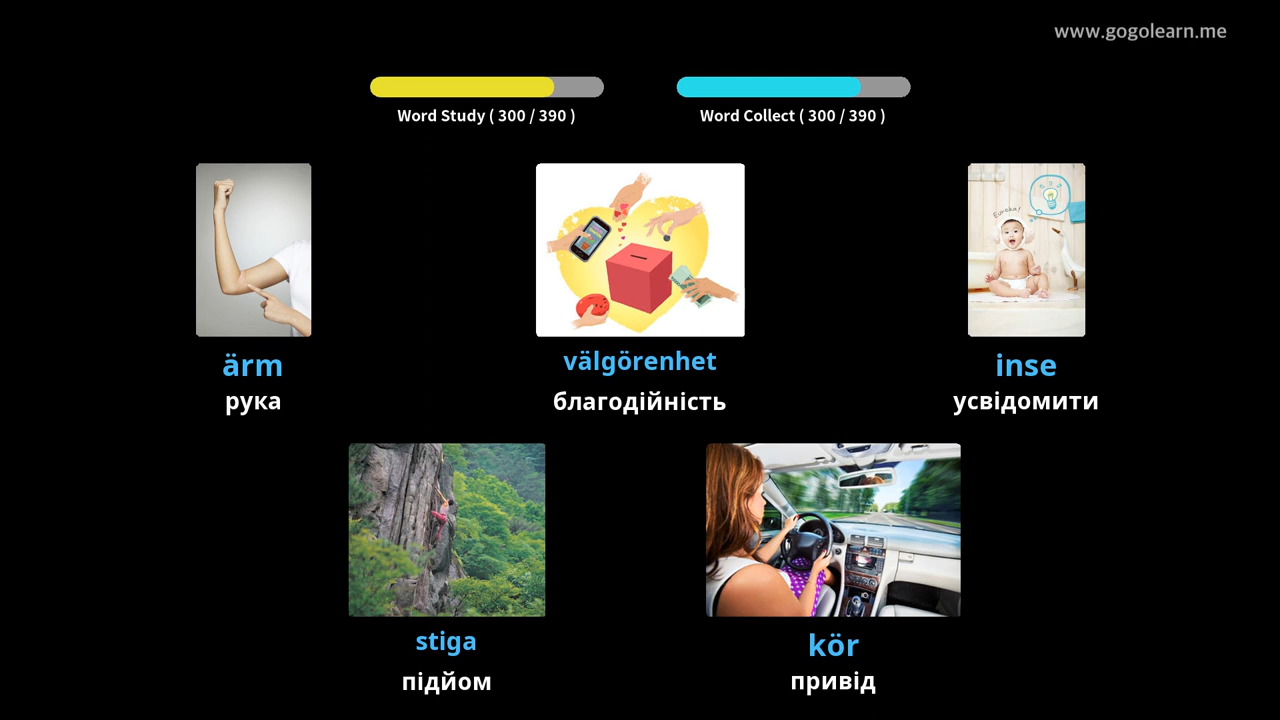 www.gogolearn.me
Word Study ( 300 / 390 )
Word Collect ( 300 / 390 )
Eureka!
ärm
рука
välgörenhet
благодійність
inse
усвідомити
stiga
підйом
kör
привід